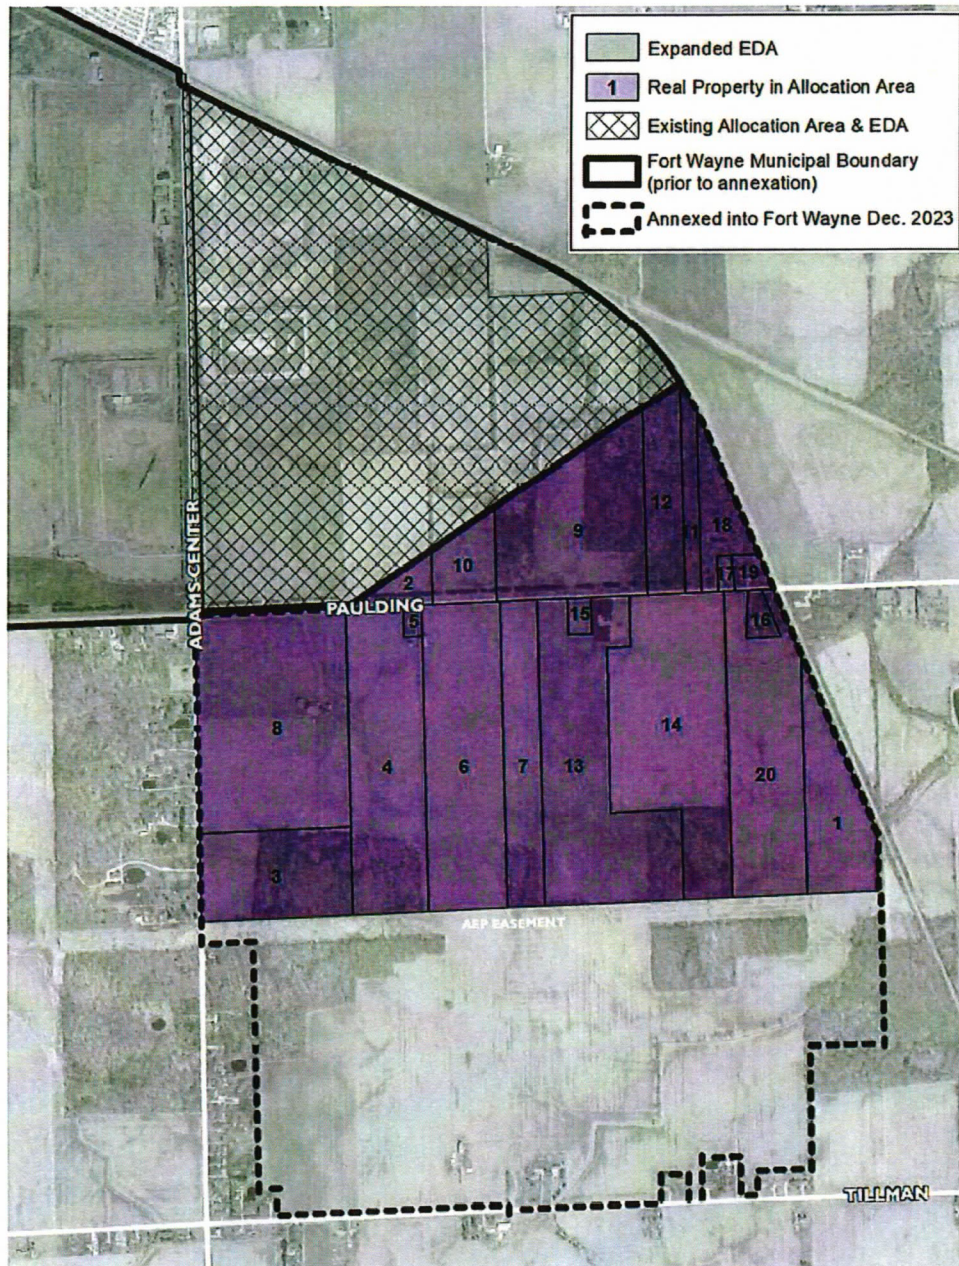 Expanded EDA
1 Real Property in Allocation Area
Existing Allocation Area & EDA
Fort Wayne Municipal Boundary
(prior to annexation)
Annexed into Fort Wayne Dec. 2023
12
9
11
18
10
17 19
2
ADAMS CENTER
PAULDING
5
15
16
8
14
4
6
7
13
20
1
3
AEP EASEMENT
TILLMAN